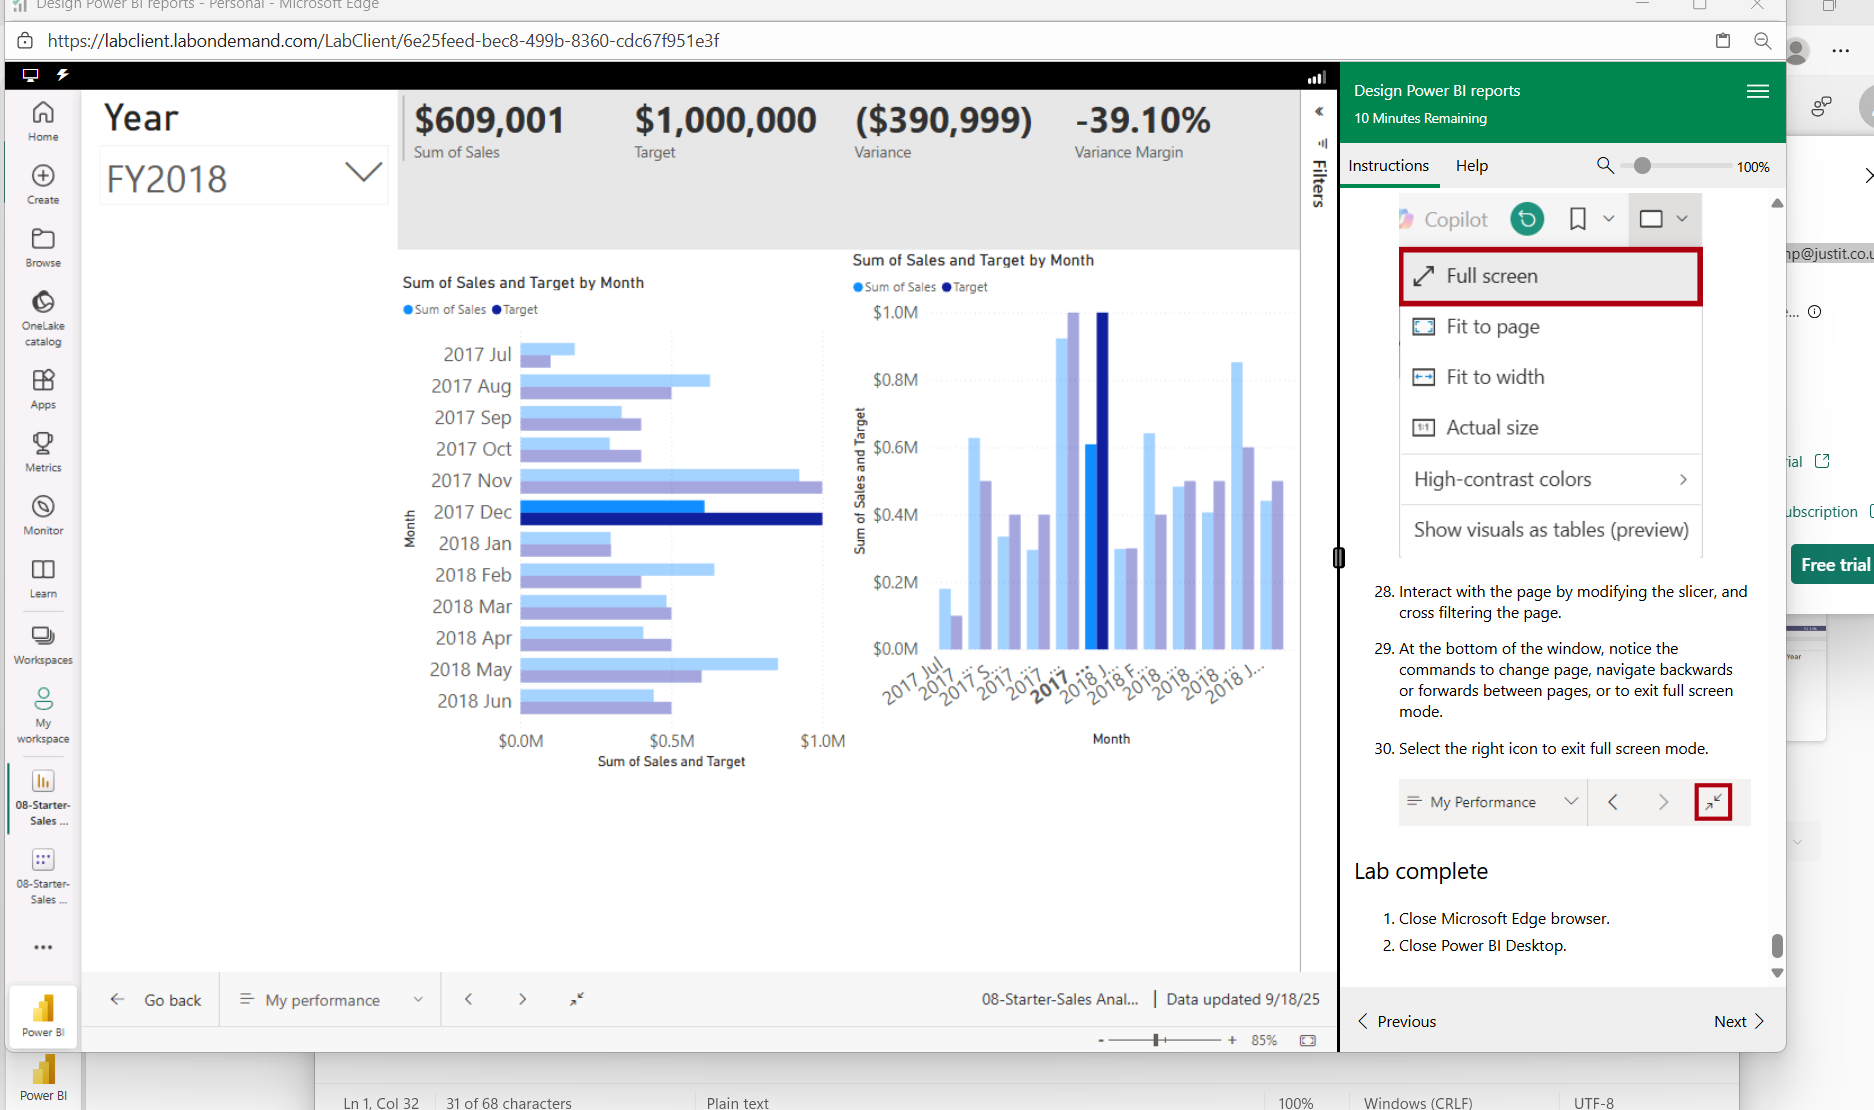 Design Power BI reports - Personal - Microsoft Edge
https://labclient.labondemand.com/LabClient/6e25feed-bec8-499b-8360-cdc67f951e3f
Home
Create
Browse
OneLake
catalog
Apps
Metrics
Monitor
Learn
Workspaces
My
workspace
08-Starter-
Sales ...
08-Starter-
Sales ...
Power BI
Power BI
Year
FY2018
$609,001
Sum of Sales
$1,000,000
Target
($390,999)
Variance
-39.10%
Variance Margin
Filters
Sum of Sales and Target by Month
Sum of Sales Target
2017 Jul
2017 Aug
2017 Sep
2017 Oct
2017 Nov
2017 Dec
2018 Jan
2018 Feb
2018 Mar
2018 Apr
2018 May
2018 Jun
Month
$0.0M $0.5M $1.0M
Sum of Sales and Target
Sum of Sales and Target by Month
Sum of Sales Target
$1.0M
$0.8M
$0.6M
$0.4M
$0.2M
$0.0M
Sum of Sales and Target
2017 Jul
2017 ...
2017 S...
2017 ...
2017 ...
2017 ...
2018 J...
2018 F...
2018 ...
2018 ...
2018 ...
2018 J...
Month
Go back
My performance
08-Starter-Sales Anal... | Data updated 9/18/25
- + 85%
Design Power BI reports
10 Minutes Remaining
Instructions Help 100%
Copilot
Full screen
Fit to page
Fit to width
1:1 Actual size
High-contrast colors
Show visuals as tables (preview)
28. Interact with the page by modifying the slicer, and
cross filtering the page.
29. At the bottom of the window, notice the
commands to change page, navigate backwards
or forwards between pages, or to exit full screen
mode.
30. Select the right icon to exit full screen mode.
My Performance
Lab complete
1. Close Microsoft Edge browser.
2. Close Power BI Desktop.
Previous
Next
np@justit.co.u
e...
ial
ubscription
Free trial
Year
Ln 1, Col 32 31 of 68 characters Plain text 100% Windows (CRLF) UTF-8